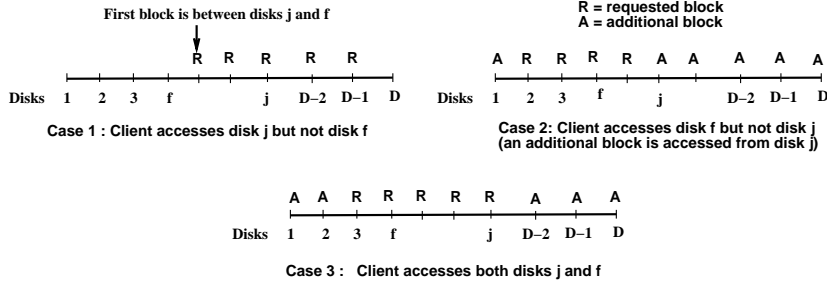 First block is between disks j and f
R R R R R
Disks 1 2 3 f j D–2 D–1 D
Case 1 : Client accesses disk j but not disk f
R = requested block
A = additional block
A R R R R A A A A A
Disks 1 2 3 f j D–2 D–1 D
Case 2: Client accesses disk f but not disk j
(an additional block is accessed from disk j)
A A R R R R R A A A
Disks 1 2 3 f j D–2 D–1 D
Case 3 : Client accesses both disks j and f